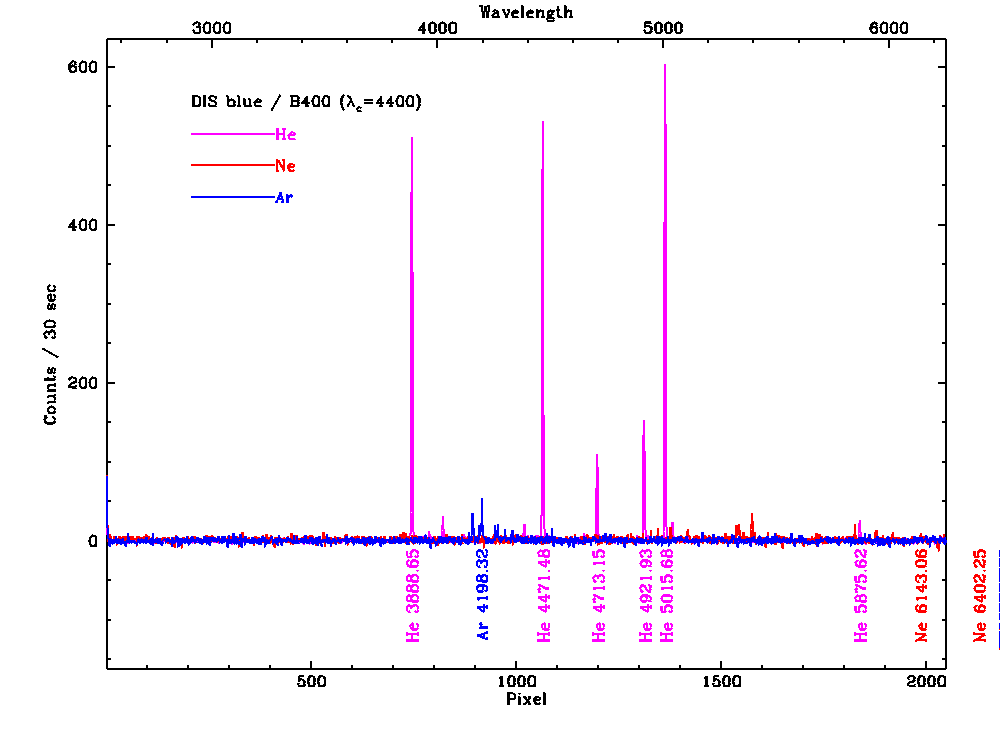 Wavelength
3000 4000 5000 6000
600
DIS blue / B400 (λc=4400)
He
Ne
Ar
400
Counts / 30 sec
200
0
He 3888.65
Ar 4198.32
He 4471.48
He 4713.15
He 4921.93
He 5015.68
He 5875.62
Ne 6143.06
Ne 6402.25
500 1000 1500 2000
Pixel